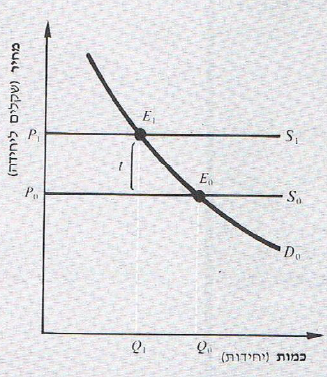 מחיר (שקלים ליחידה)
E₁
P₁
S₁
t
E₀
P₀
S₀
D₀
Q₁
Q₀
כמות (יחידות)